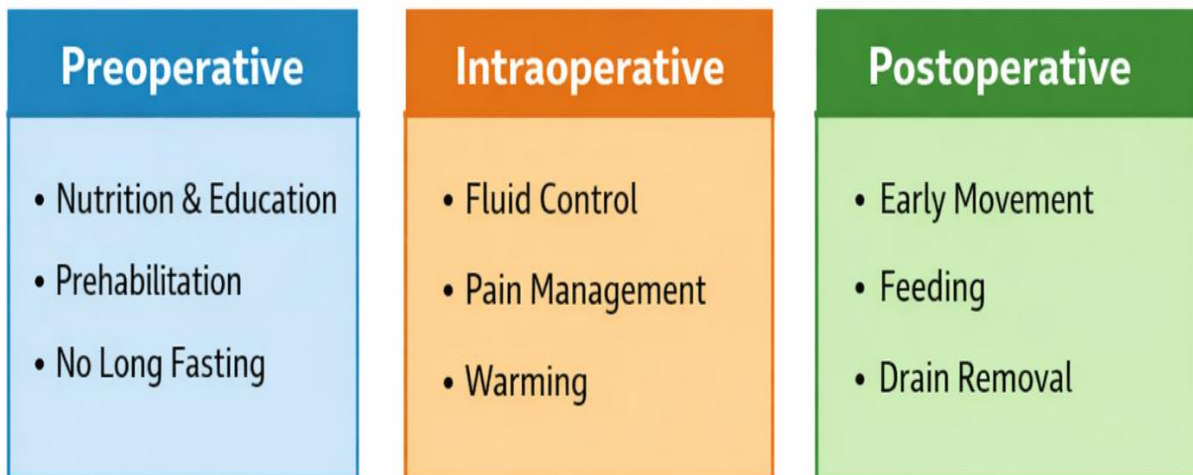 Preoperative
• Nutrition & Education
• Prehabilitation
• No Long Fasting
Intraoperative
• Fluid Control
• Pain Management
• Warming
Postoperative
• Early Movement
• Feeding
• Drain Removal